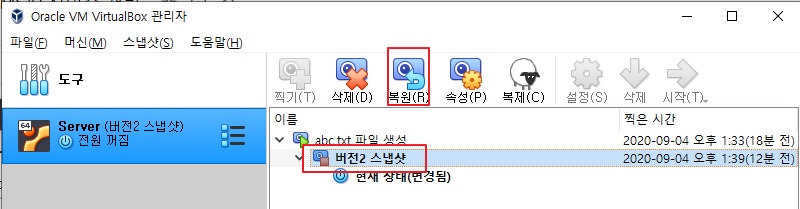 Oracle VM VirtualBox 관리자
파일(F) 머신(M) 스냅샷(S) 도움말(H)
도구
찍기(T) 삭제(D) 복원(R) 속성(P) 복제(C) 설정(S) 삭제 시작(T)
64
Server (버전2 스냅샷)
전원 꺼짐
이름 찍은 시간
abc.txt 파일 생성 2020-09-04 오후 1:33(18분 전)
버전2 스냅샷 2020-09-04 오후 1:39(12분 전)
현재 상태(변경됨)